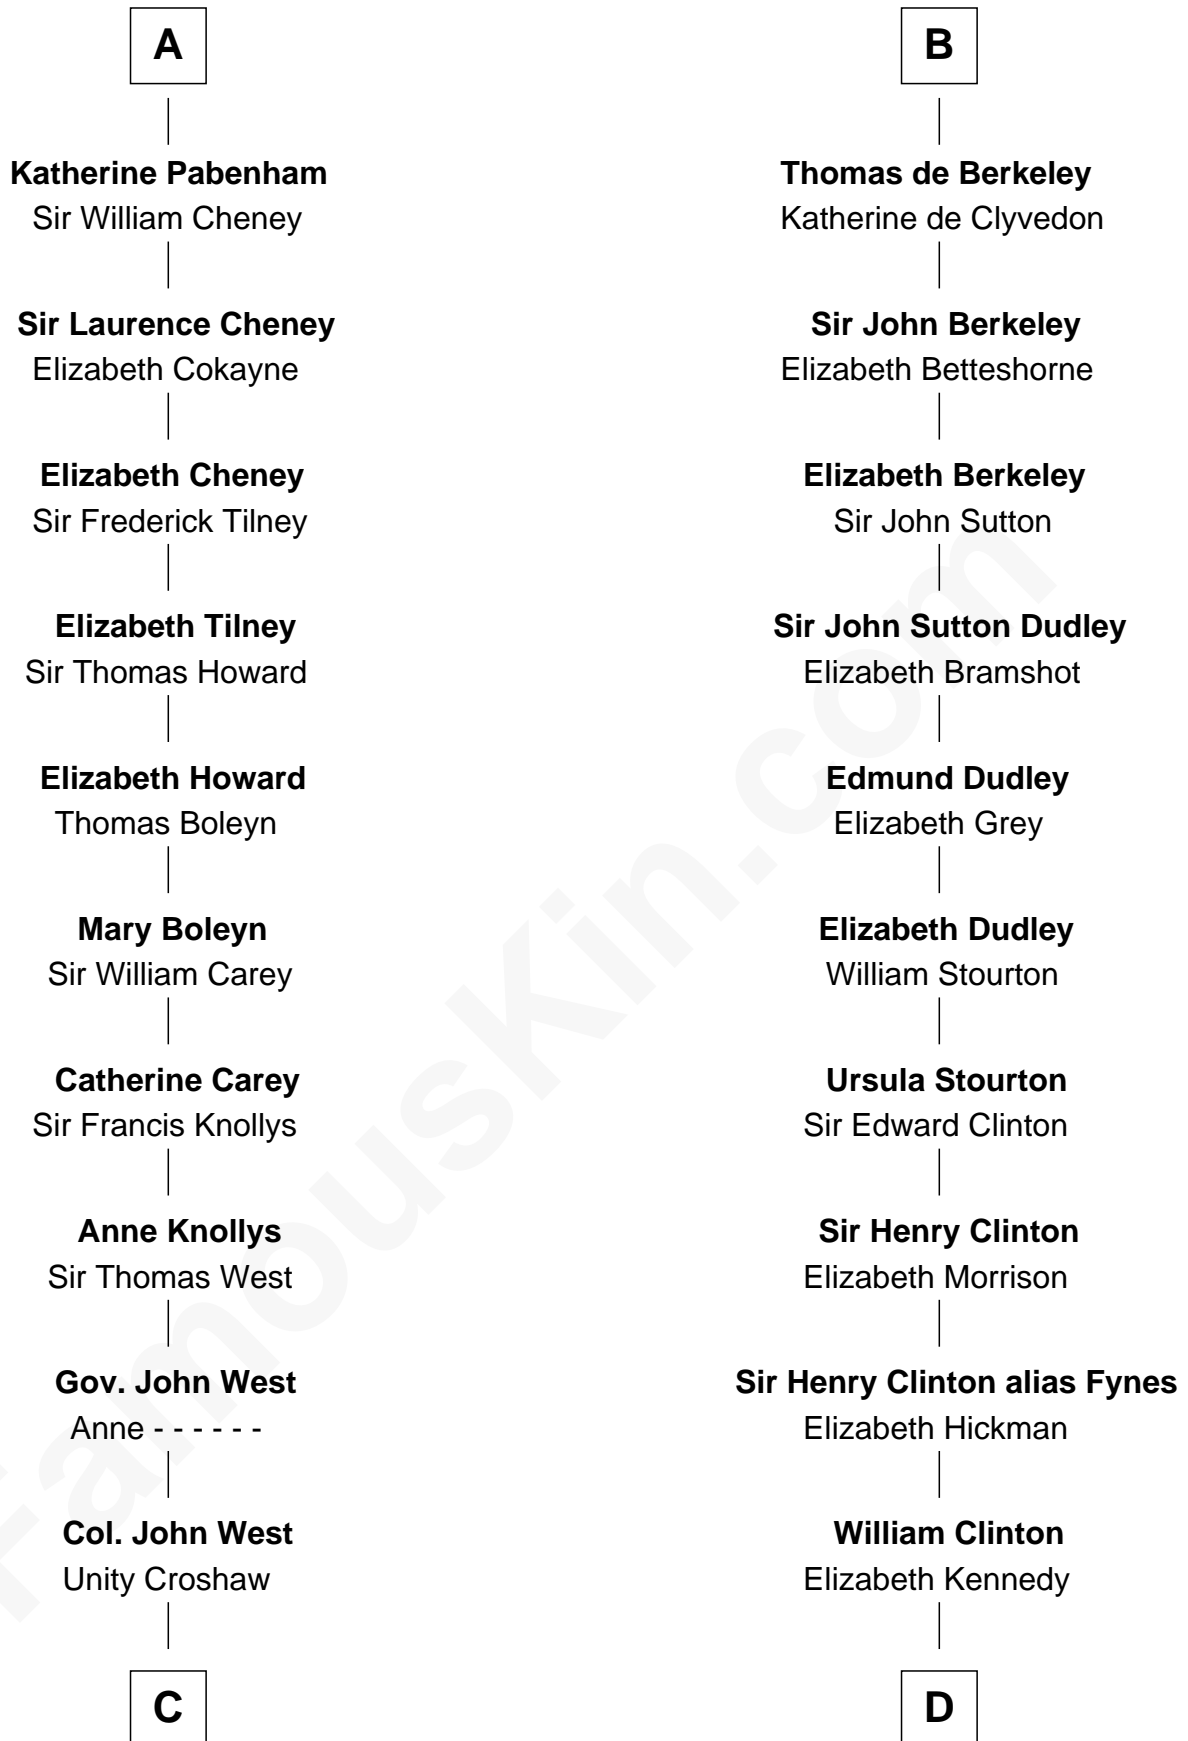 A
Katherine Pabenham
Sir William Cheney
Sir Laurence Cheney
Elizabeth Cokayne
Elizabeth Cheney
Sir Frederick Tilney
Elizabeth Tilney
Sir Thomas Howard
Elizabeth Howard
Thomas Boleyn
Mary Boleyn
Sir William Carey
Catherine Carey
Sir Francis Knollys
Anne Knollys
Sir Thomas West
Gov. John West
Anne - - - - - -
Col. John West
Unity Croshaw
C
B
Thomas de Berkeley
Katherine de Clyvedon
Sir John Berkeley
Elizabeth Betteshorne
Elizabeth Berkeley
Sir John Sutton
Sir John Sutton Dudley
Elizabeth Bramshot
Edmund Dudley
Elizabeth Grey
Elizabeth Dudley
William Stourton
Ursula Stourton
Sir Edward Clinton
Sir Henry Clinton
Elizabeth Morrison
Sir Henry Clinton alias Fynes
Elizabeth Hickman
William Clinton
Elizabeth Kennedy
D
FamousKin.com